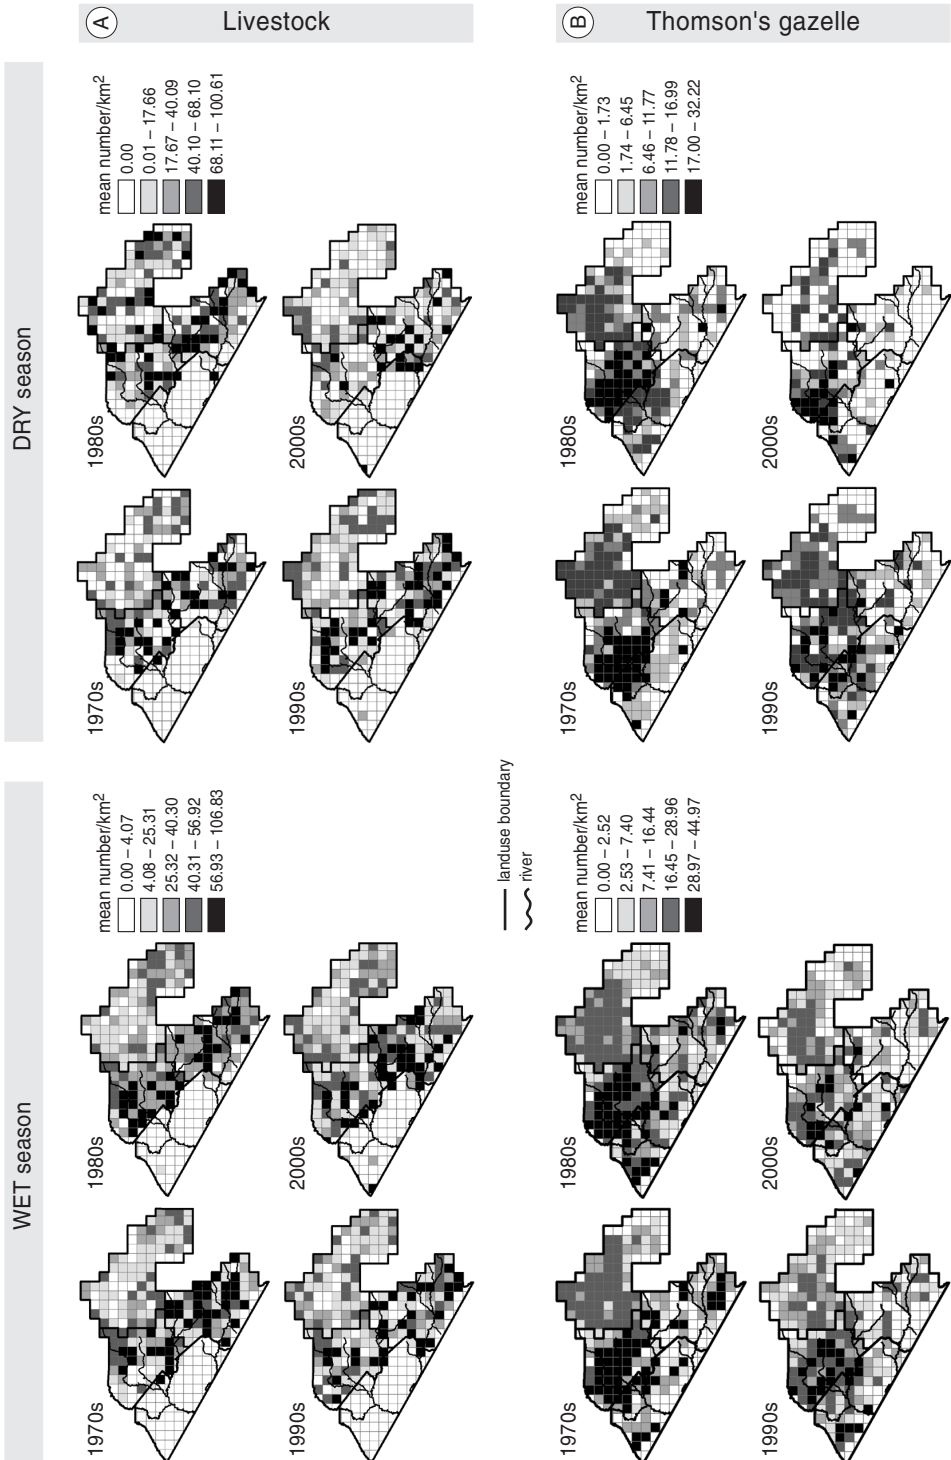 DRY season
WET season
A
Livestock
1970s
1980s
mean number/km²
0.00 – 4.07
4.08 – 25.31
25.32 – 40.30
40.31 – 56.92
56.93 – 106.83
1970s
1980s
mean number/km²
0.00
0.01 – 17.66
17.67 – 40.09
40.10 – 68.10
68.11 – 100.61
1990s
2000s
1990s
2000s
landuse boundary
river
B
Thomson's gazelle
1970s
1980s
mean number/km²
0.00 – 2.52
2.53 – 7.40
7.41 – 16.44
16.45 – 28.96
28.97 – 44.97
1970s
1980s
mean number/km²
0.00 – 1.73
1.74 – 6.45
6.46 – 11.77
11.78 – 16.99
17.00 – 32.22
1990s
2000s
1990s
2000s